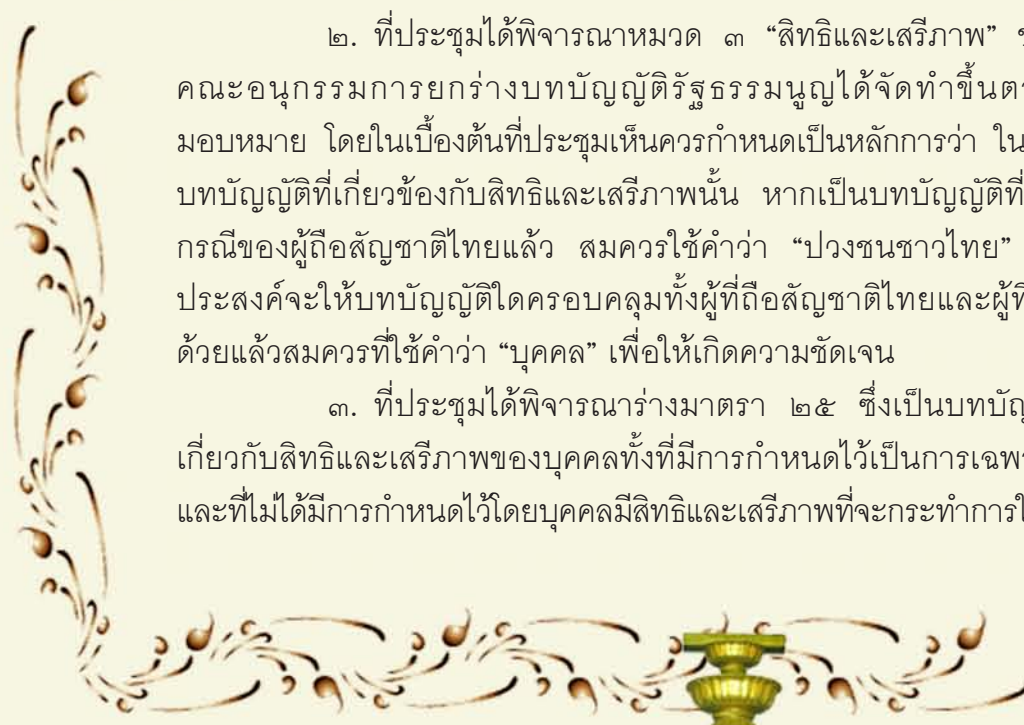 ๒. ที่ประชุมได้พิจารณาหมวด ๓ “สิทธิและเสรีภาพ”
คณะอนุกรรมการยกร่างบทบัญญัติรัฐธรรมนูญได้จัดทำขึ้นตร
มอบหมาย โดยในเบื้องต้นที่ประชุมเห็นควรกำหนดเป็นหลักการว่า ใน
บทบัญญัติที่เกี่ยวข้องกับสิทธิและเสรีภาพนั้น หากเป็นบทบัญญัติที่
กรณีของผู้ถือสัญชาติไทยแล้ว สมควรใช้คำว่า “ปวงชนชาวไทย”
ประสงค์จะให้บทบัญญัติใดครอบคลุมทั้งผู้ที่ถือสัญชาติไทยและผู้ที่
ด้วยแล้วสมควรที่ใช้คำว่า “บุคคล” เพื่อให้เกิดความชัดเจน
๓. ที่ประชุมได้พิจารณาร่างมาตรา ๒๕ ซึ่งเป็นบทบัญ
เกี่ยวกับสิทธิและเสรีภาพของบุคคลทั้งที่มีการกำหนดไว้เป็นการเฉพร
และที่ไม่ได้มีการกำหนดไว้โดยบุคคลมีสิทธิและเสรีภาพที่จะกระทำการใ